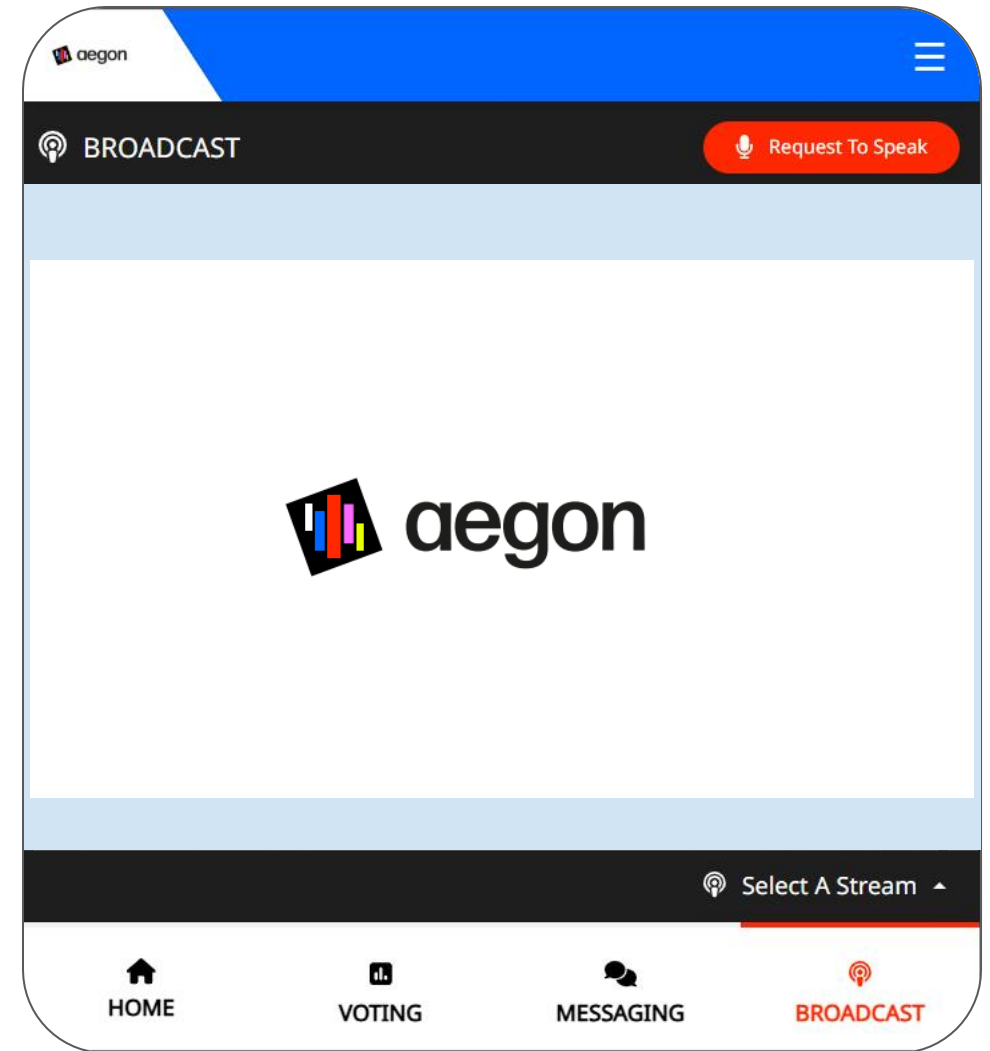 aegon
BROADCAST
Request To Speak
aegon
Select A Stream
HOME
VOTING
MESSAGING
BROADCAST